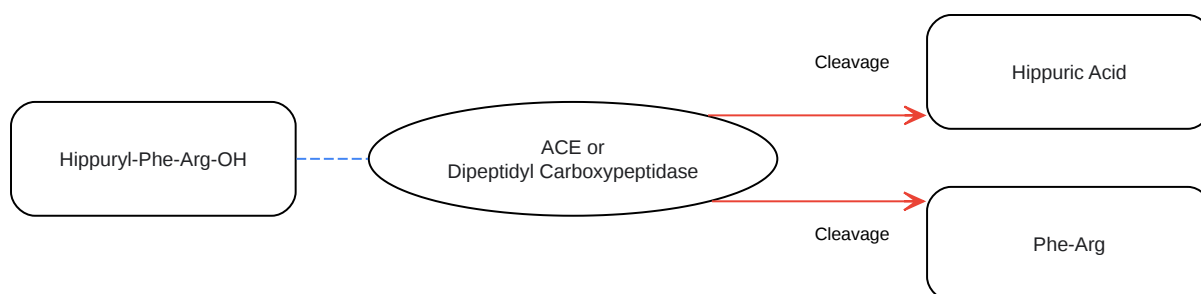 Hippuryl-Phe-Arg-OH
ACE or
Dipeptidyl Carboxypeptidase
Cleavage
Hippuric Acid
Cleavage
Phe-Arg